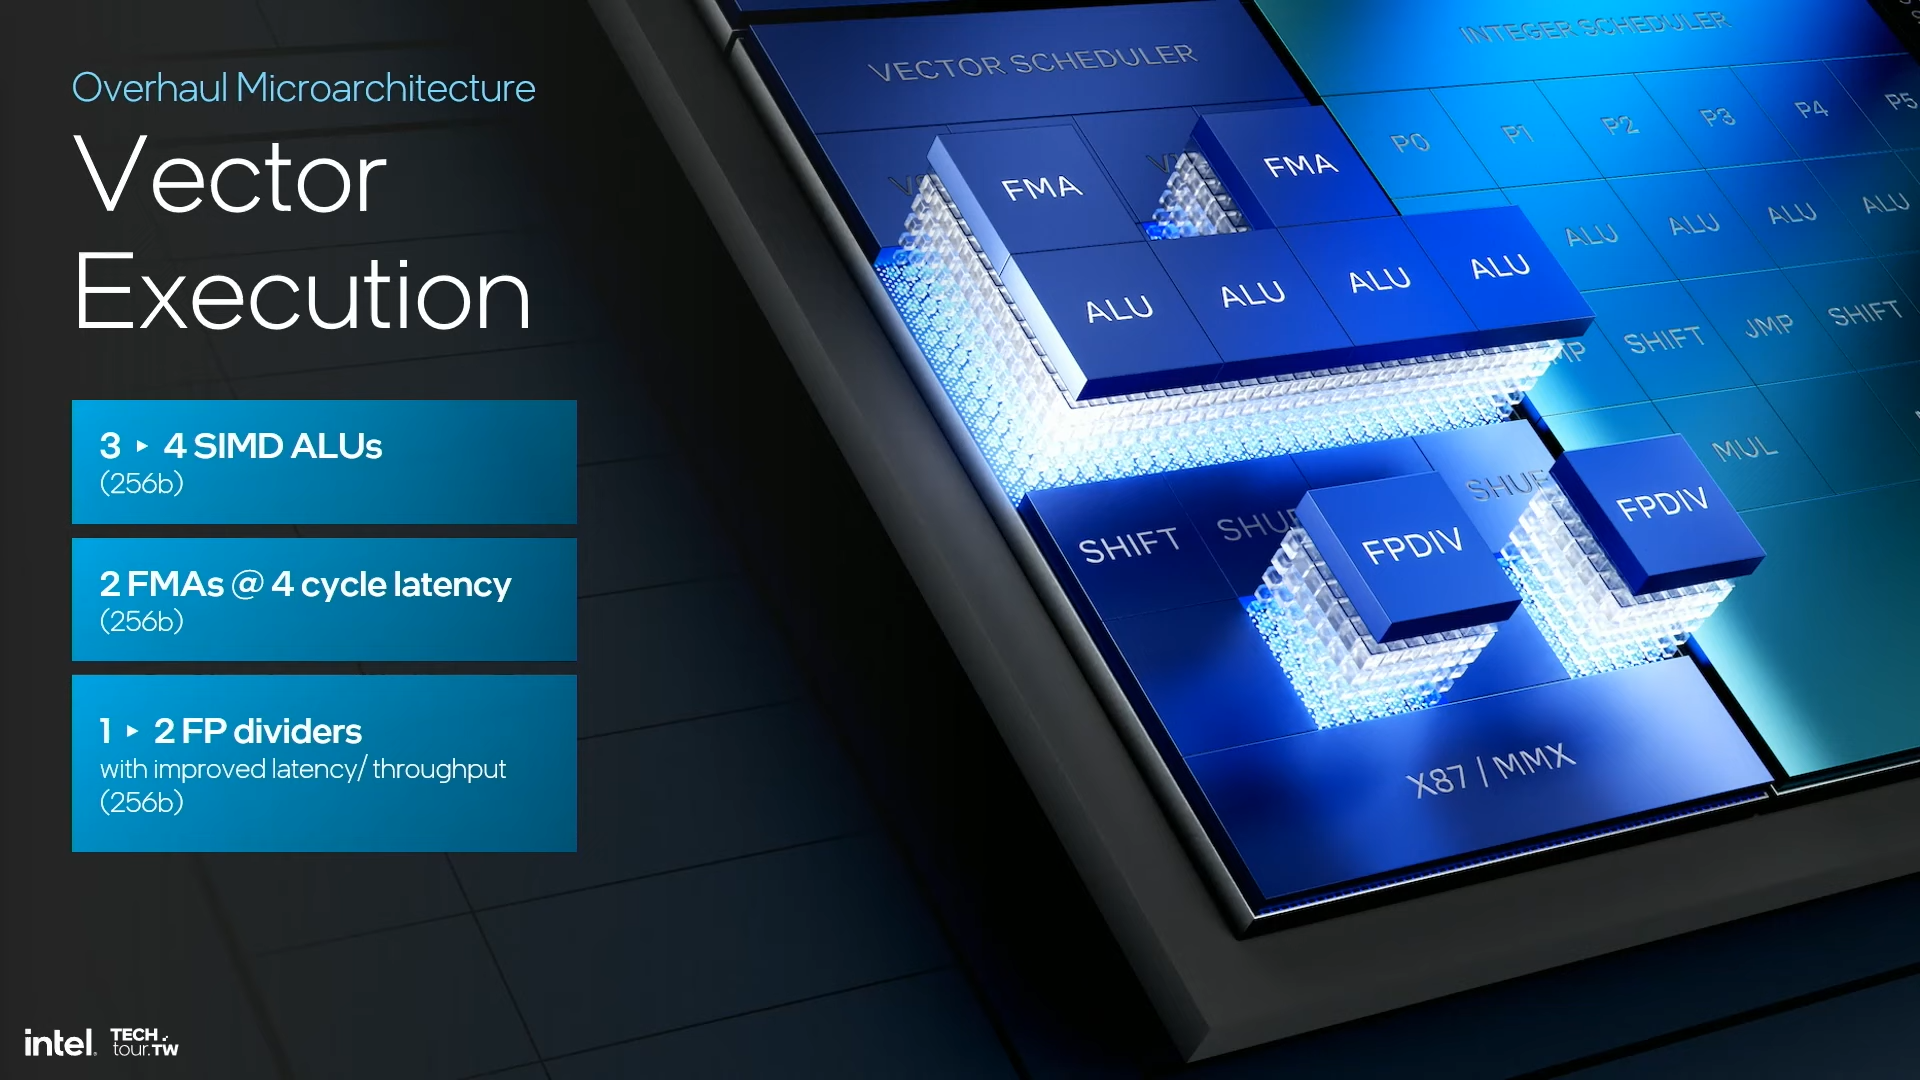 Overhaul Microarchitecture
Vector
Execution
3 ▸ 4 SIMD ALUs
(256b)
2 FMAs @ 4 cycle latency
(256b)
1 ▸ 2 FP dividers
with improved latency/ throughput
(256b)
intel.
TECH
tour.TW
VECTOR SCHEDULER
FMA FMA
ALU ALU ALU ALU
SHIFT
FPDIV FPDIV
X87 | MMX
INTEGER SCHEDULER
P0 P1 P2 P3 P4 P5
ALU ALU ALU ALU
SHIFT JMP SHIFT
MUL